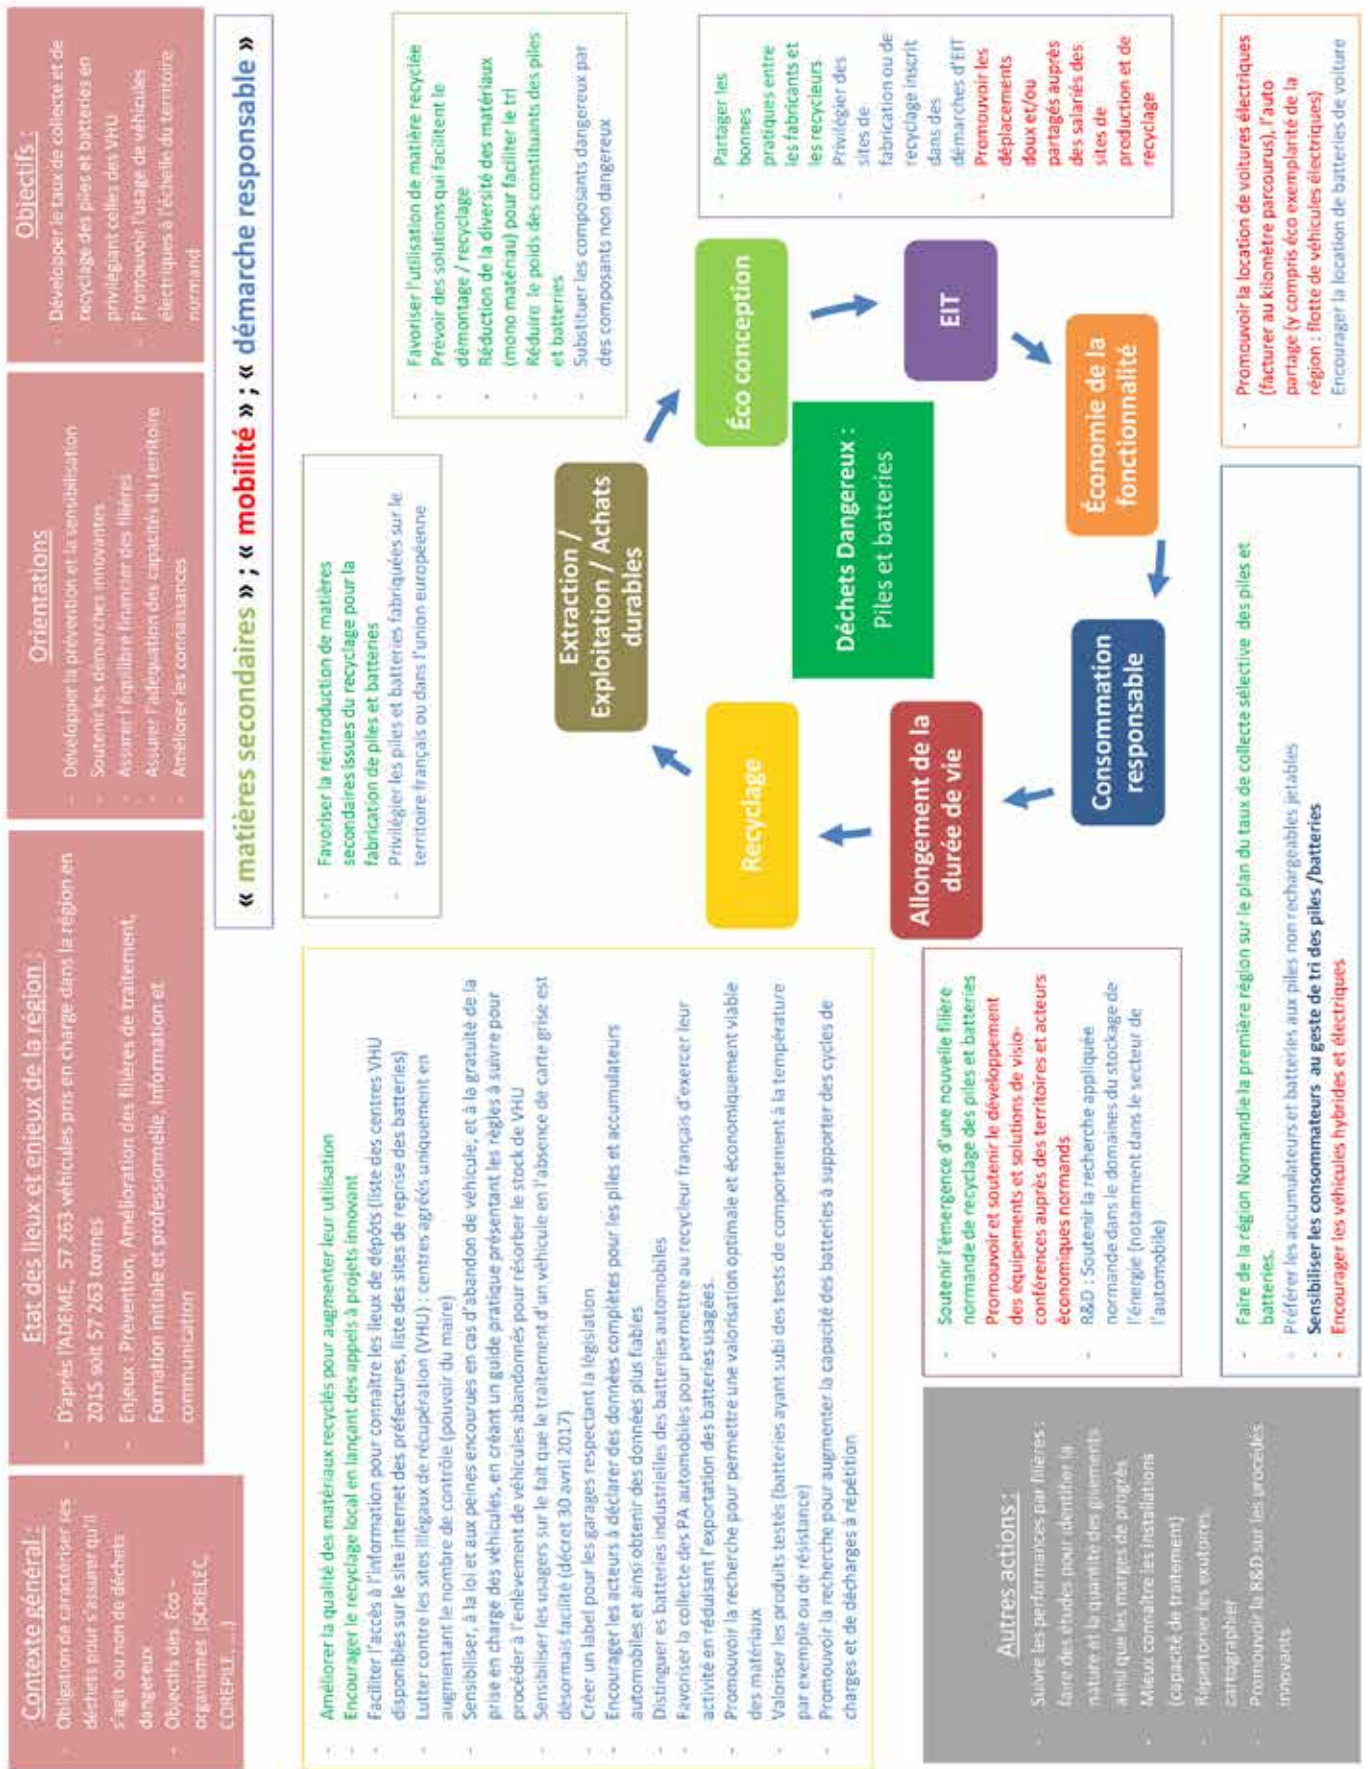 Contexte général :
- Obligation de caractériser ses
déchets pour s'assurer qu'il
s'agit ou non de déchets
dangereux
- Objectifs des Éco –
organismes (SCRELEC,
COREPILE, …)
Etat des lieux et enjeux de la région :
- D'après l'ADEME, 57 263 véhicules pris en charge dans la région en
2015 soit 57 263 tonnes
- Enjeux : Prévention, Amélioration des filières de traitement,
Formation initiale et professionnelle, Information et
communication
Orientations
- Développer la prévention et la sensibilisation
- Soutenir les démarches innovantes
- Assurer l'équilibre financier des filières
- Assurer l'adéquation des capacités du territoire
- Améliorer les connaissances
Objectifs :
- Développer le taux de collecte et de
recyclage des piles et batteries en
privilégiant celles des VHU
- Promouvoir l'usage de véhicules
électriques à l'échelle du territoire
normand
« matières secondaires » ; « mobilité » ; « démarche responsable »
- Améliorer la qualité des matériaux recyclés pour augmenter leur utilisation
- Encourager le recyclage local en lançant des appels à projets innovant
- Faciliter l'accès à l'information pour connaître les lieux de dépôts (liste des centres VHU
disponibles sur le site internet des préfectures, liste des sites de reprise des batteries)
- Lutter contre les sites illégaux de récupération (VHU) : centres agréés uniquement en
augmentant le nombre de contrôle (pouvoir du maire)
- Sensibiliser, à la loi et aux peines encourues en cas d'abandon de véhicule, et à la gratuité de la
prise en charge des véhicules, en créant un guide pratique présentant les règles à suivre pour
procéder à l'enlèvement de véhicules abandonnés pour résorber le stock de VHU
- Sensibiliser les usagers sur le fait que le traitement d'un véhicule en l'absence de carte grise est
désormais facilité (décret 30 avril 2017)
- Créer un label pour les garages respectant la législation
- Encourager les acteurs à déclarer des données complètes pour les piles et accumulateurs
automobiles et ainsi obtenir des données plus fiables
- Distinguer es batteries industrielles des batteries automobiles
- Favoriser la collecte des PA automobiles pour permettre au recycleur français d'exercer leur
activité en réduisant l'exportation des batteries usagées.
- Promouvoir la recherche pour permettre une valorisation optimale et économiquement viable
des matériaux
- Valoriser les produits testés (batteries ayant subi des tests de comportement à la température
par exemple ou de résistance)
- Promouvoir la recherche pour augmenter la capacité des batteries à supporter des cycles de
charges et de décharges à répétition
- Favoriser la réintroduction de matières
secondaires issues du recyclage pour la
fabrication de piles et batteries
- Privilégier les piles et batteries fabriquées sur le
territoire français ou dans l'union européenne
- Favoriser l'utilisation de matière recyclée
- Prévoir des solutions qui facilitent le
démontage / recyclage
- Réduction de la diversité des matériaux
(mono matériau) pour faciliter le tri
- Réduire le poids des constituants des piles
et batteries
- Substituer les composants dangereux par
des composants non dangereux
Extraction /
Exploitation / Achats
durables
Recyclage
Éco conception
Déchets Dangereux :
Piles et batteries
Allongement de la
durée de vie
EIT
Consommation
responsable
Économie de la
fonctionnalité
- Partager les
bonnes
pratiques entre
les fabricants et
les recycleurs
- Privilégier des
sites de
fabrication ou de
recyclage inscrit
dans des
démarches d'EIT
- Promouvoir les
déplacements
doux et/ou
partagés auprès
des salariés des
sites de
production et de
recyclage
- Soutenir l'émergence d'une nouvelle filière
normande de recyclage des piles et batteries
- Promouvoir et soutenir le développement
des équipements et solutions de visio-
conférences auprès des territoires et acteurs
économiques normands
- R&D : Soutenir la recherche appliquée
normande dans le domaines du stockage de
l'énergie (notamment dans le secteur de
l'automobile)
Autres actions :
- Suivre les performances par filières :
faire des études pour identifier la
nature et la quantité des gisements
ainsi que les marges de progrès
- Mieux connaître les installations
(capacité de traitement)
- Repertorier les exutoires,
cartographier
- Promouvoir la R&D sur les procédés
innovants
- Faire de la région Normandie la première région sur le plan du taux de collecte sélective des piles et
batteries.
- Préférer les accumulateurs et batteries aux piles non rechargeables jetables
- Sensibiliser les consommateurs au geste de tri des piles /batteries
- Encourager les véhicules hybrides et électriques
- Promouvoir la location de voitures électriques
(facturer au kilomètre parcourus), l'auto
partage (y compris éco exemplarité de la
région : flotte de véhicules électriques)
- Encourager la location de batteries de voiture